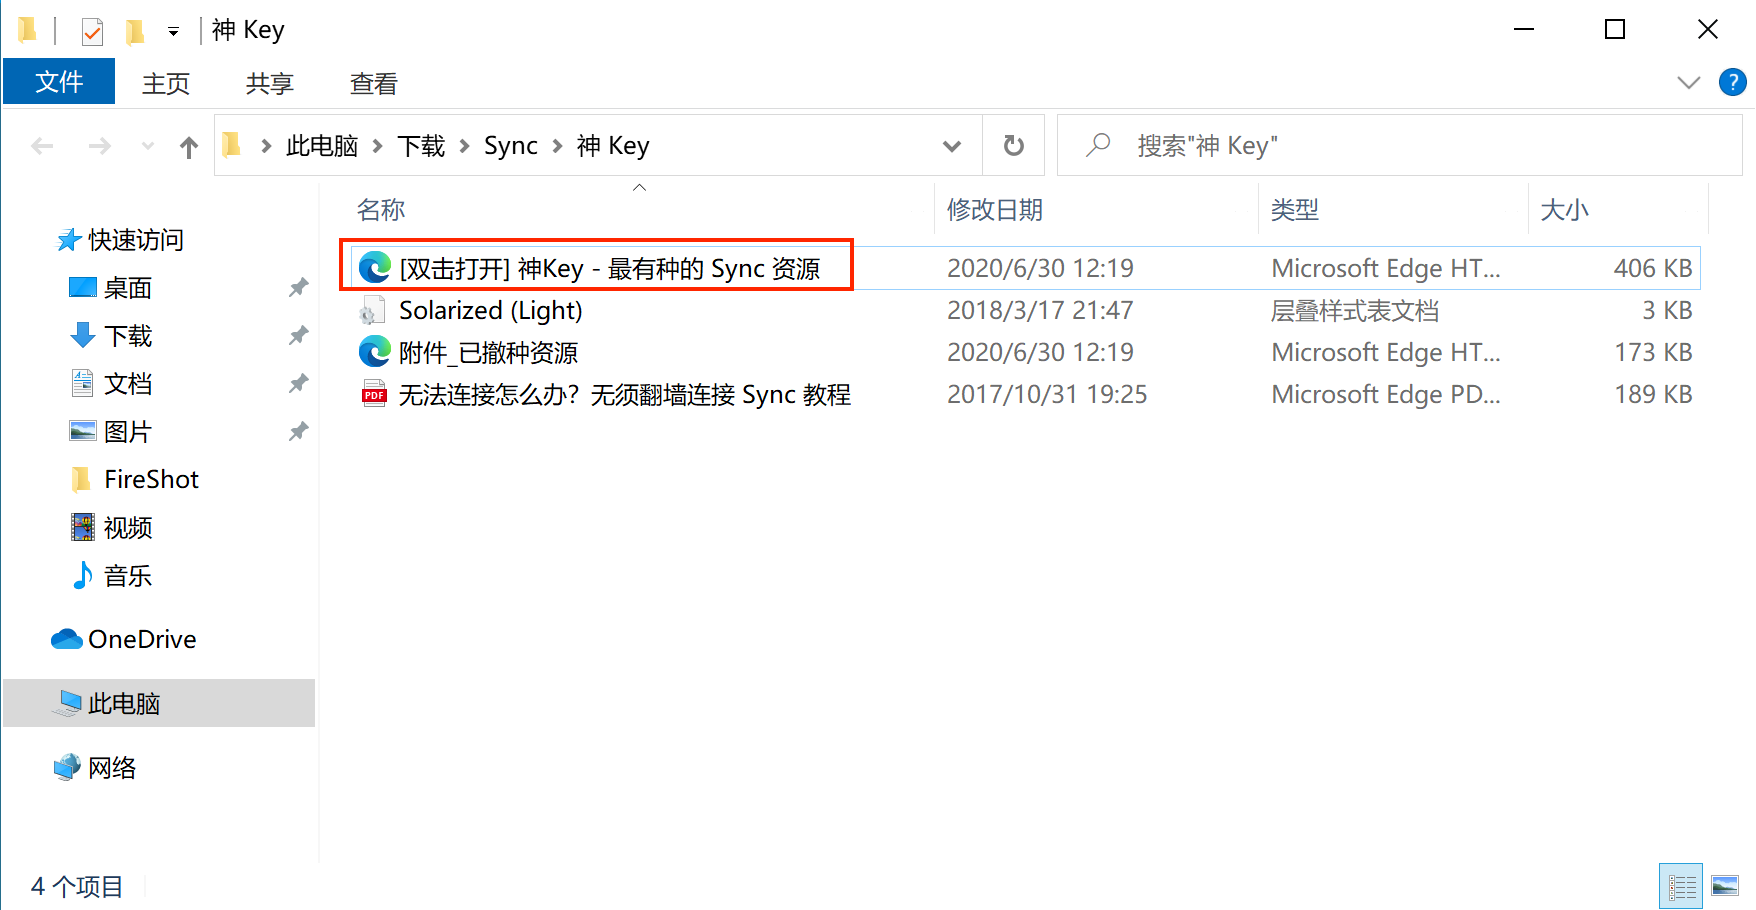 神 Key
文件 主页 共享 查看
此电脑 下载 Sync 神 Key 搜索"神 Key"
名称 修改日期 类型 大小
快速访问
桌面
下载
文档
图片
FireShot
视频
音乐
OneDrive
此电脑
网络
[双击打开] 神Key - 最有种的 Sync 资源 2020/6/30 12:19 Microsoft Edge HT... 406 KB
Solarized (Light) 2018/3/17 21:47 层叠样式表文档 3 KB
附件_已撤种资源 2020/6/30 12:19 Microsoft Edge HT... 173 KB
PDF 无法连接怎么办？无须翻墙连接 Sync 教程 2017/10/31 19:25 Microsoft Edge PD... 189 KB
4 个项目